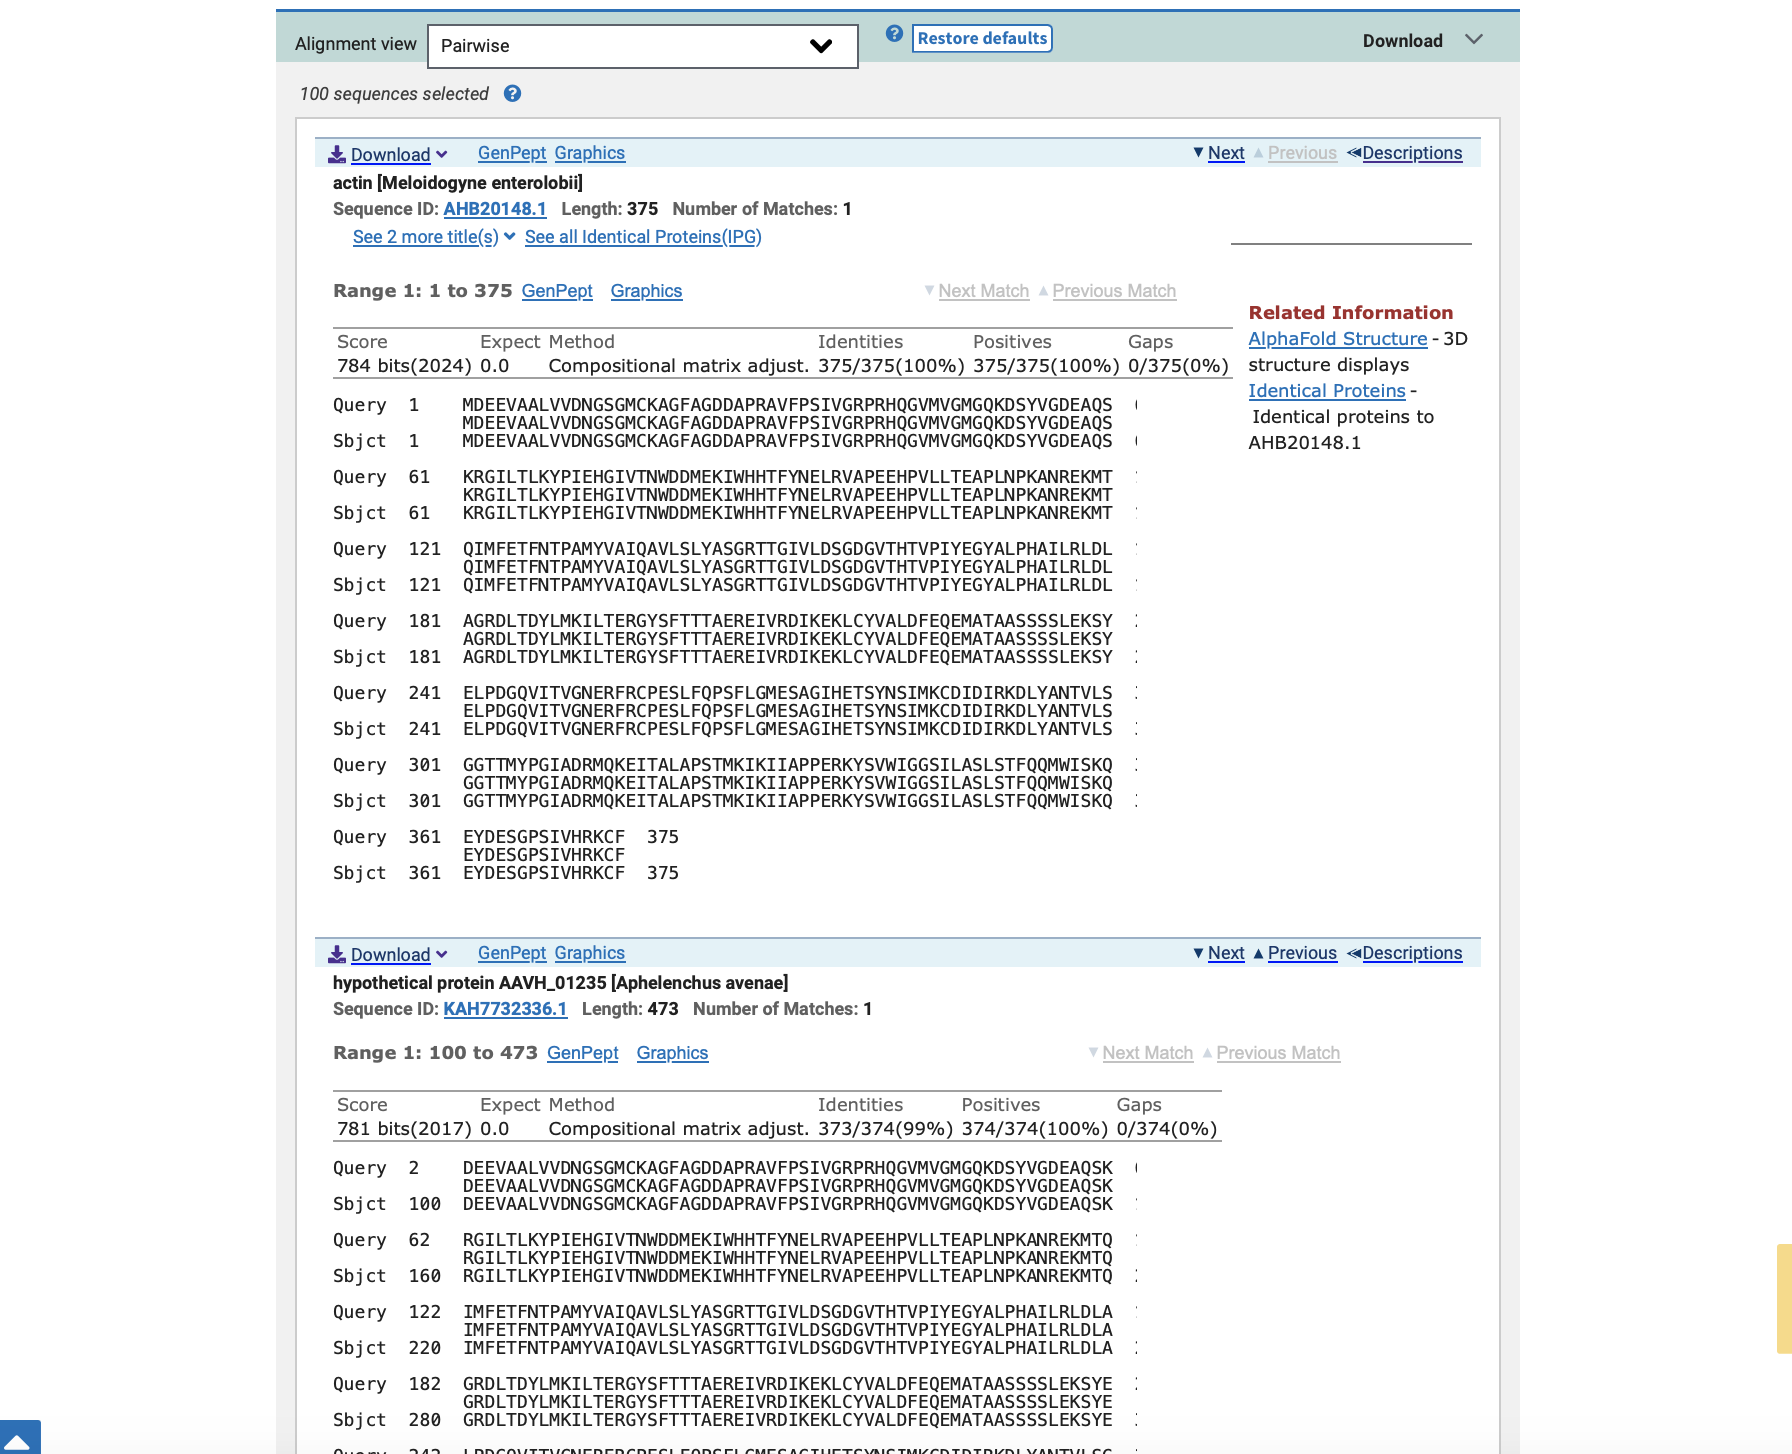 Alignment view Pairwise Restore defaults Download
100 sequences selected
Download GenPept Graphics Next Previous Descriptions
actin [Meloidogyne enterolobii]
Sequence ID: AHB20148.1 Length: 375 Number of Matches: 1
See 2 more title(s) See all Identical Proteins(IPG)
Range 1: 1 to 375 GenPept Graphics Next Match Previous Match
Score Expect Method Identities Positives Gaps
784 bits(2024) 0.0 Compositional matrix adjust. 375/375(100%) 375/375(100%) 0/375(0%)
Query 1 MDEEVAALVVDNGSGMCKAGFAGDDAPRAVFPSIVGRPRHQGVMVGMGQKDSYVGDEAQS
MDEEVAALVVDNGSGMCKAGFAGDDAPRAVFPSIVGRPRHQGVMVGMGQKDSYVGDEAQS
Sbjct 1 MDEEVAALVVDNGSGMCKAGFAGDDAPRAVFPSIVGRPRHQGVMVGMGQKDSYVGDEAQS
Query 61 KRGILTLKYPIEHGIVTNWDDMEKIWHHTFYNELRVAPEEHPVLLTEAPLNPKANREKMT
KRGILTLKYPIEHGIVTNWDDMEKIWHHTFYNELRVAPEEHPVLLTEAPLNPKANREKMT
Sbjct 61 KRGILTLKYPIEHGIVTNWDDMEKIWHHTFYNELRVAPEEHPVLLTEAPLNPKANREKMT
Query 121 QIMFETFNTPAMYVAIQAVLSLYASGRTTGIVLDSGDGVTHTVPIYEGYALPHAILRLDL
QIMFETFNTPAMYVAIQAVLSLYASGRTTGIVLDSGDGVTHTVPIYEGYALPHAILRLDL
Sbjct 121 QIMFETFNTPAMYVAIQAVLSLYASGRTTGIVLDSGDGVTHTVPIYEGYALPHAILRLDL
Query 181 AGRDLTDYLMKILTERGYSFTTTAEREIVRDIKEKLCYVALDFEQEMATAASSSSLEKSY
AGRDLTDYLMKILTERGYSFTTTAEREIVRDIKEKLCYVALDFEQEMATAASSSSLEKSY
Sbjct 181 AGRDLTDYLMKILTERGYSFTTTAEREIVRDIKEKLCYVALDFEQEMATAASSSSLEKSY
Query 241 ELPDGQVITVGNERFRCPESLFQPSFLGMESAGIHETSYNSIMKCDIDIRKDLYANTVLS
ELPDGQVITVGNERFRCPESLFQPSFLGMESAGIHETSYNSIMKCDIDIRKDLYANTVLS
Sbjct 241 ELPDGQVITVGNERFRCPESLFQPSFLGMESAGIHETSYNSIMKCDIDIRKDLYANTVLS
Query 301 GGTTMYPGIADRMQKEITALAPSTMKIKIIAPPERKYSVWIGGSILASLSTFQQMWISKQ
GGTTMYPGIADRMQKEITALAPSTMKIKIIAPPERKYSVWIGGSILASLSTFQQMWISKQ
Sbjct 301 GGTTMYPGIADRMQKEITALAPSTMKIKIIAPPERKYSVWIGGSILASLSTFQQMWISKQ
Query 361 EYDESGPSIVHRKCF 375
EYDESGPSIVHRKCF
Sbjct 361 EYDESGPSIVHRKCF 375
Related Information
AlphaFold Structure - 3D
structure displays
Identical Proteins -
Identical proteins to
AHB20148.1
Download GenPept Graphics Next Previous Descriptions
hypothetical protein AAVH_01235 [Aphelenchus avenae]
Sequence ID: KAH7732336.1 Length: 473 Number of Matches: 1
Range 1: 100 to 473 GenPept Graphics Next Match Previous Match
Score Expect Method Identities Positives Gaps
781 bits(2017) 0.0 Compositional matrix adjust. 373/374(99%) 374/374(100%) 0/374(0%)
Query 2 DEEVAALVVDNGSGMCKAGFAGDDAPRAVFPSIVGRPRHQGVMVGMGQKDSYVGDEAQSK
DEEVAALVVDNGSGMCKAGFAGDDAPRAVFPSIVGRPRHQGVMVGMGQKDSYVGDEAQSK
Sbjct 100 DEEVAALVVDNGSGMCKAGFAGDDAPRAVFPSIVGRPRHQGVMVGMGQKDSYVGDEAQSK
Query 62 RGILTLKYPIEHGIVTNWDDMEKIWHHTFYNELRVAPEEHPVLLTEAPLNPKANREKMTQ
RGILTLKYPIEHGIVTNWDDMEKIWHHTFYNELRVAPEEHPVLLTEAPLNPKANREKMTQ
Sbjct 160 RGILTLKYPIEHGIVTNWDDMEKIWHHTFYNELRVAPEEHPVLLTEAPLNPKANREKMTQ
Query 122 IMFETFNTPAMYVAIQAVLSLYASGRTTGIVLDSGDGVTHTVPIYEGYALPHAILRLDLA
IMFETFNTPAMYVAIQAVLSLYASGRTTGIVLDSGDGVTHTVPIYEGYALPHAILRLDLA
Sbjct 220 IMFETFNTPAMYVAIQAVLSLYASGRTTGIVLDSGDGVTHTVPIYEGYALPHAILRLDLA
Query 182 GRDLTDYLMKILTERGYSFTTTAEREIVRDIKEKLCYVALDFEQEMATAASSSSLEKSYE
GRDLTDYLMKILTERGYSFTTTAEREIVRDIKEKLCYVALDFEQEMATAASSSSLEKSYE
Sbjct 280 GRDLTDYLMKILTERGYSFTTTAEREIVRDIKEKLCYVALDFEQEMATAASSSSLEKSYE